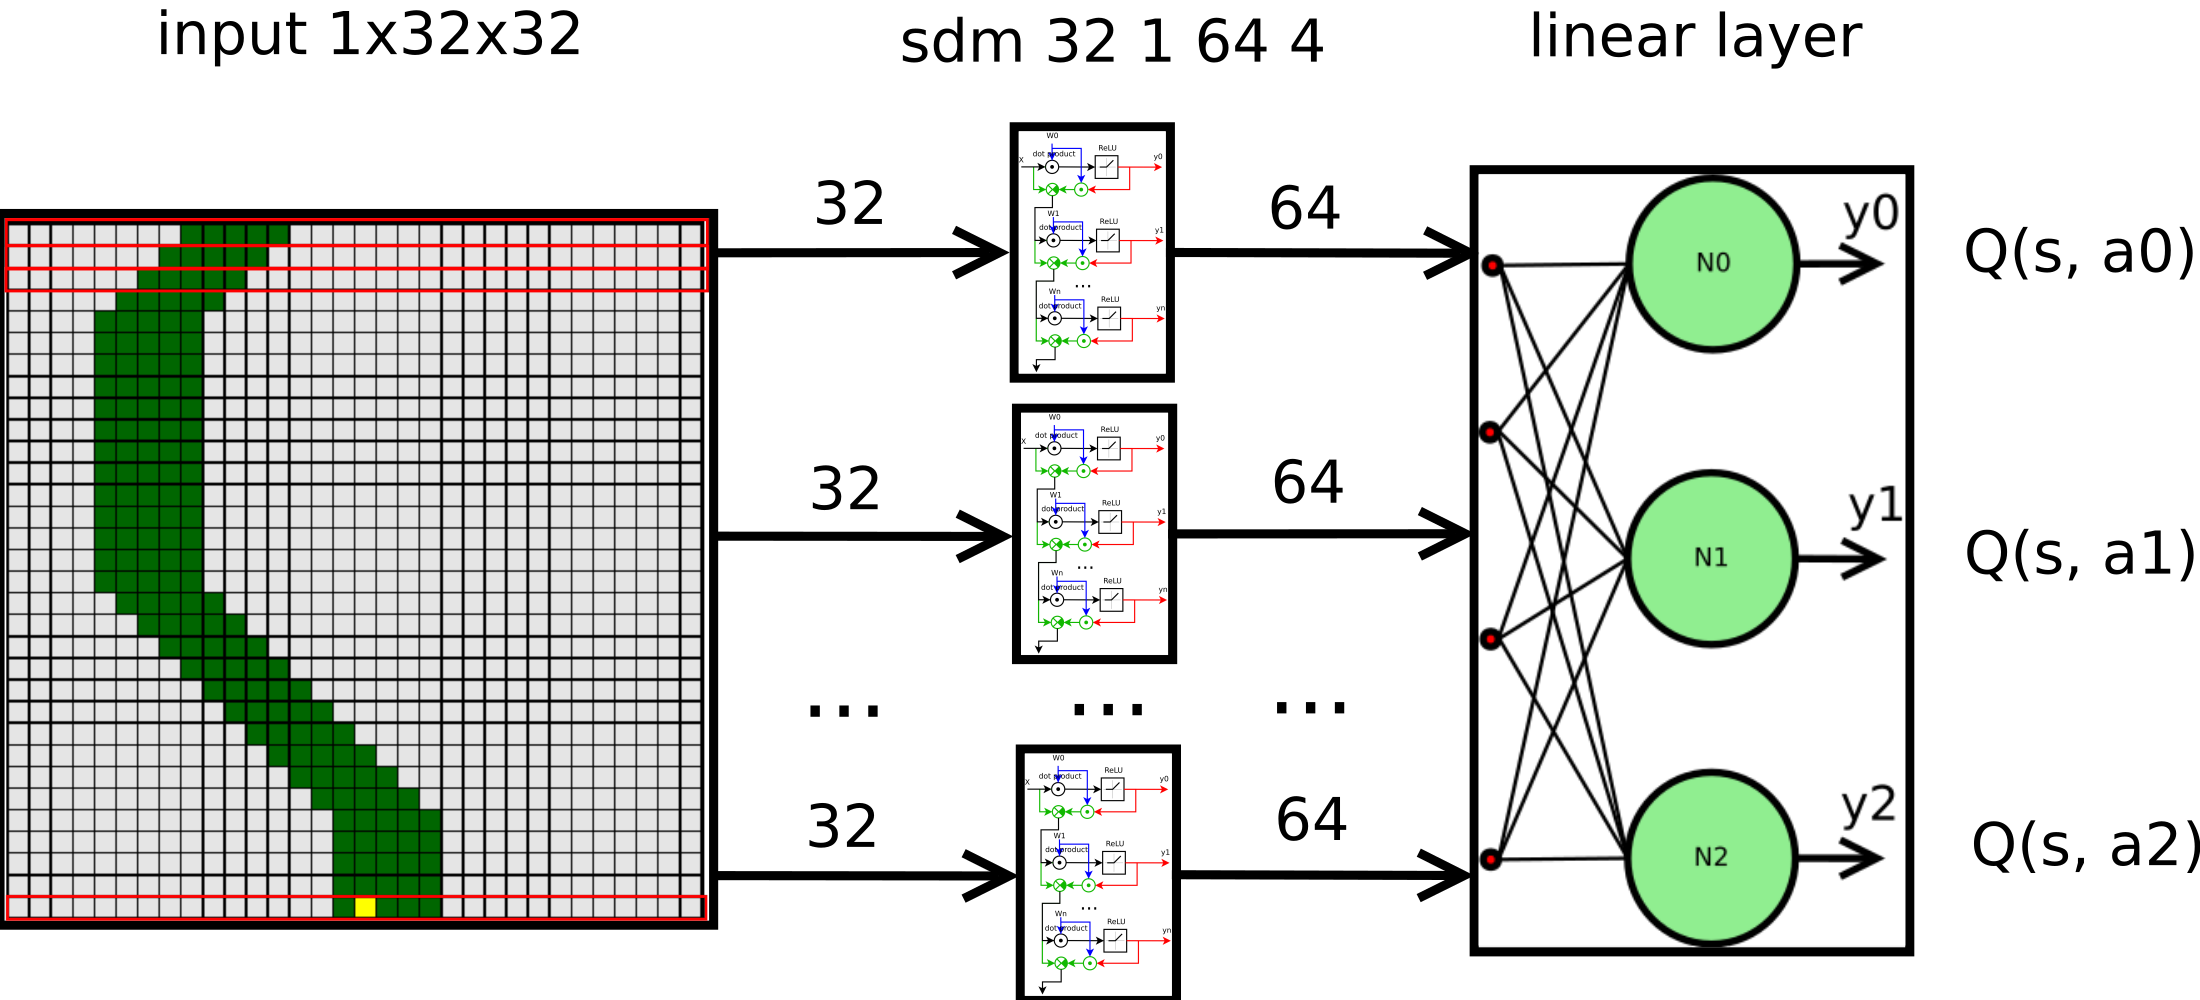 input 1x32x32
sdm 32 1 64 4
linear layer
32
64
W0
dot product
ReLU
X
y0
W1
dot product
ReLU
y1
...
Wn
dot product
ReLU
yn
N0
y0
Q(s, a0)
32
64
W0
dot product
ReLU
X
y0
W1
dot product
ReLU
y1
...
Wn
dot product
ReLU
yn
N1
y1
Q(s, a1)
... ... ...
32
64
W0
dot product
ReLU
X
y0
W1
dot product
ReLU
y1
...
Wn
dot product
ReLU
yn
N2
y2
Q(s, a2)